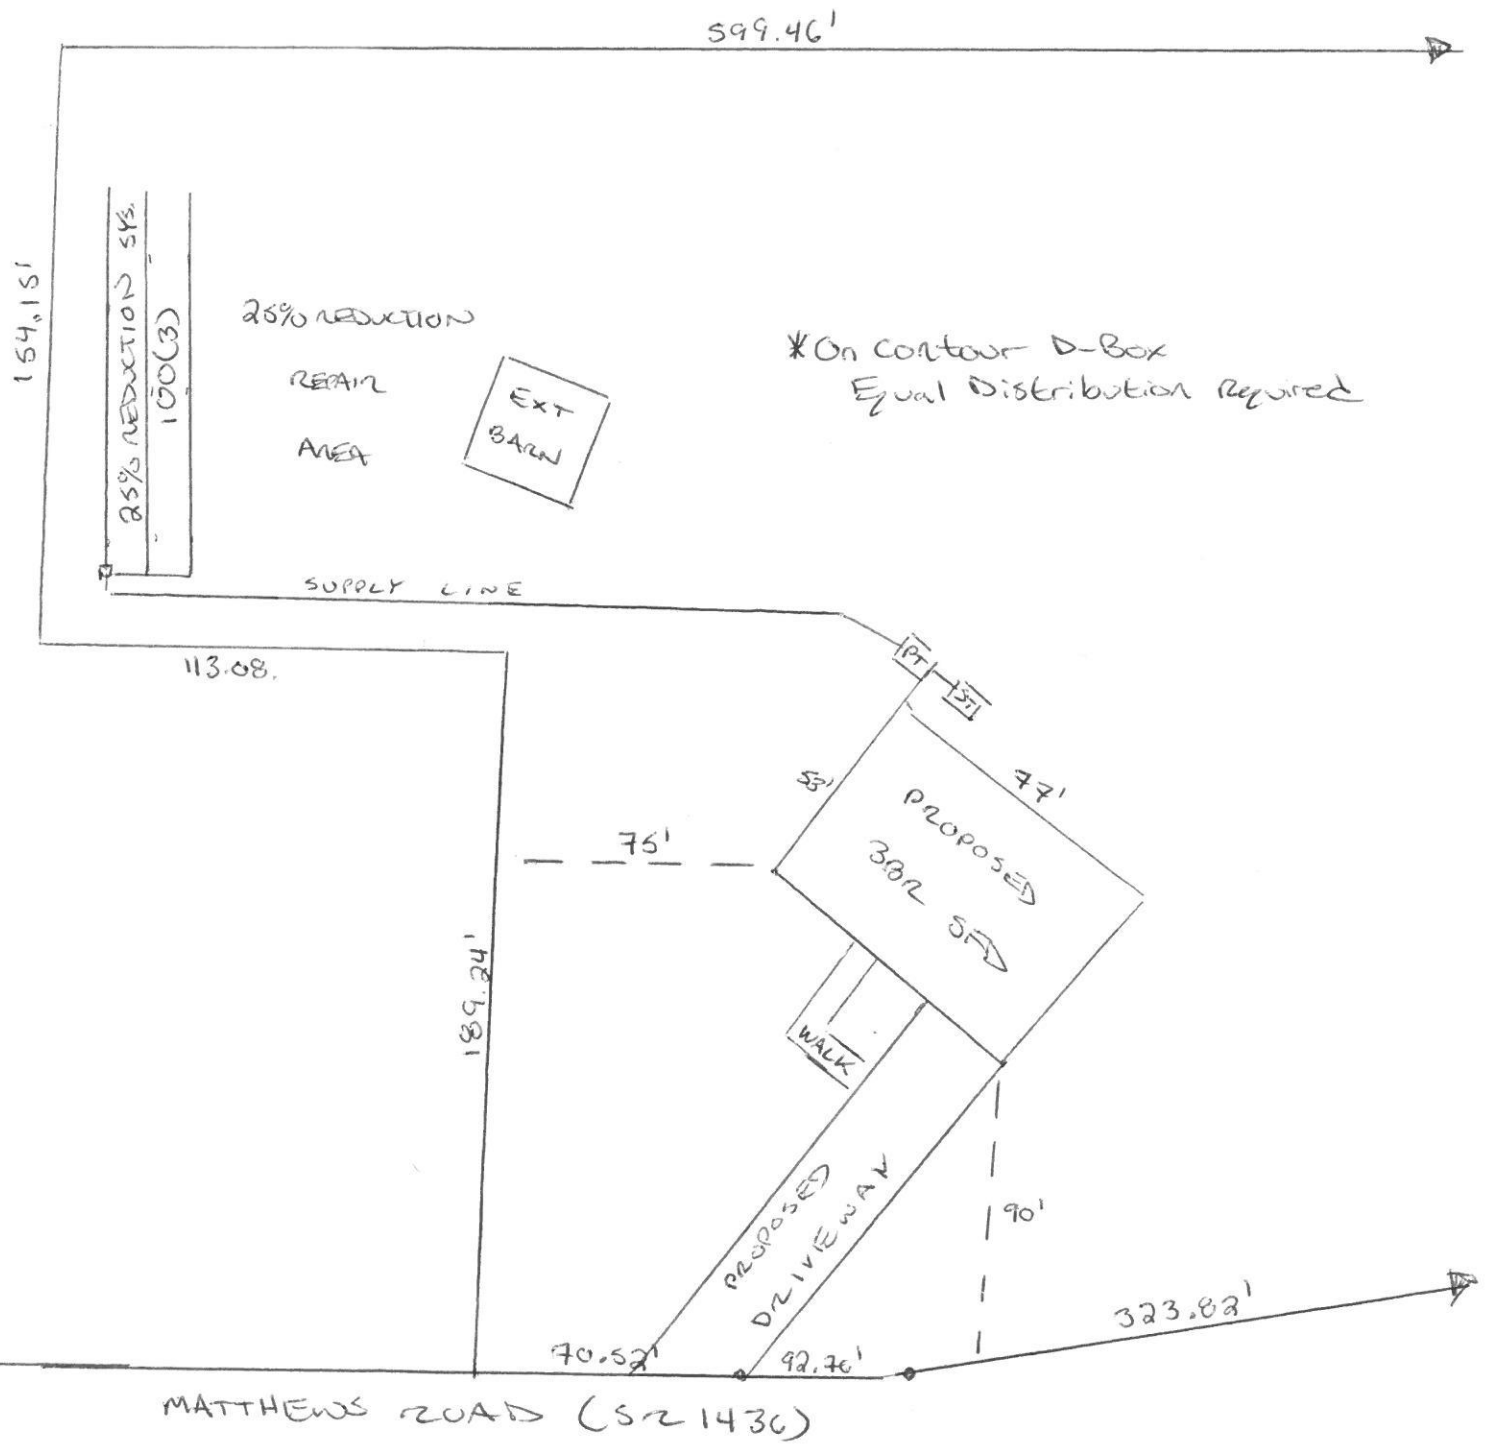 599.46'
154.15'
25% REDUCTION SYS.
100(3)
25% REDUCTION
REPAIR
AREA
EXT
BARN
*On Contour D-Box
Equal Distribution Required
SUPPLY LINE
113.08.
PT
ST
53'
77'
PROPOSED
3BR SFD
75'
189.24'
WALK
PROPOSED
DRIVIEWAY
90'
70.52'
92.76'
323.82'
MATTHEWS ROAD (SR 1436)